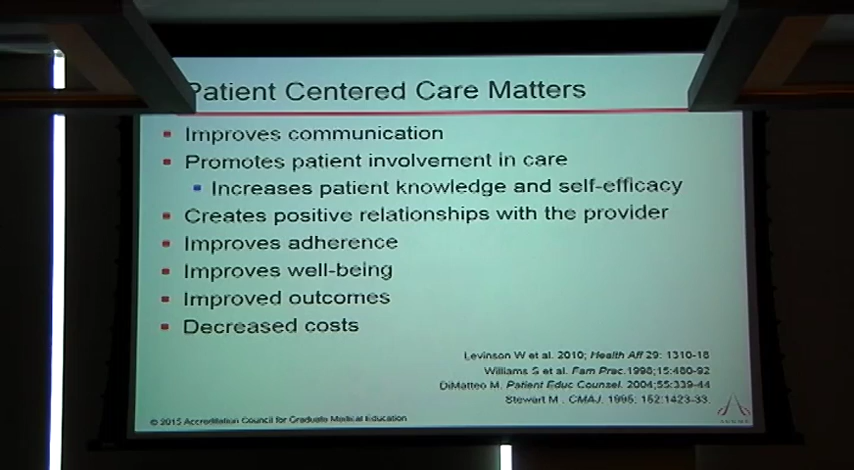 Patient Centered Care Matters
Improves communication
Promotes patient involvement in care
Increases patient knowledge and self-efficacy
Creates positive relationships with the provider
Improves adherence
Improves well-being
Improved outcomes
Decreased costs
Levinson W et al. 2010; Health Aff 29: 1310-18
Williams S et al. Fam Prac.1998;15:480-92
DiMatteo M. Patient Educ Counsel. 2004;55:339-44
Stewart M . CMAJ. 1995; 152:1423-33.
© 2015 Accreditation Council for Graduate Medical Education